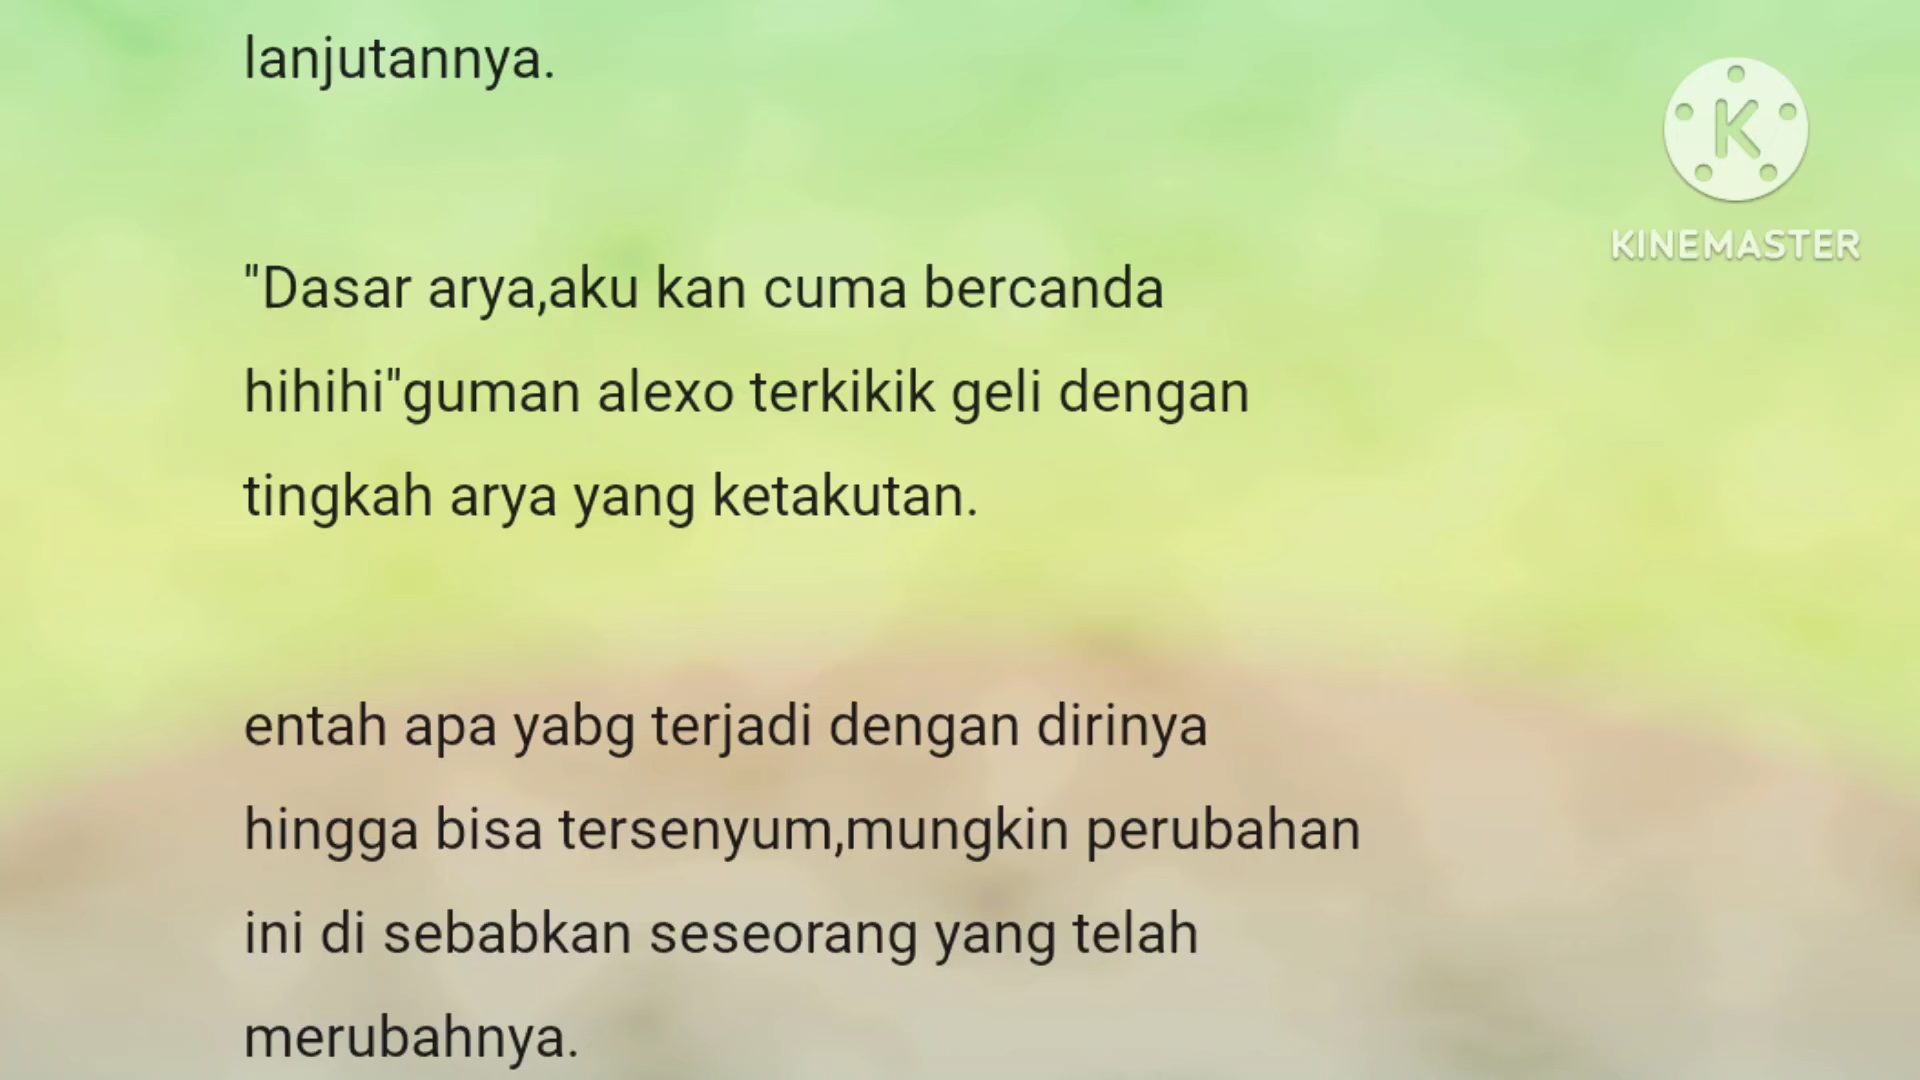 lanjutannya.
KINEMASTER
"Dasar arya,aku kan cuma bercanda
hihihi"guman alexo terkikik geli dengan
tingkah arya yang ketakutan.
entah apa yabg terjadi dengan dirinya
hingga bisa tersenyum,mungkin perubahan
ini di sebabkan seseorang yang telah
merubahnya.